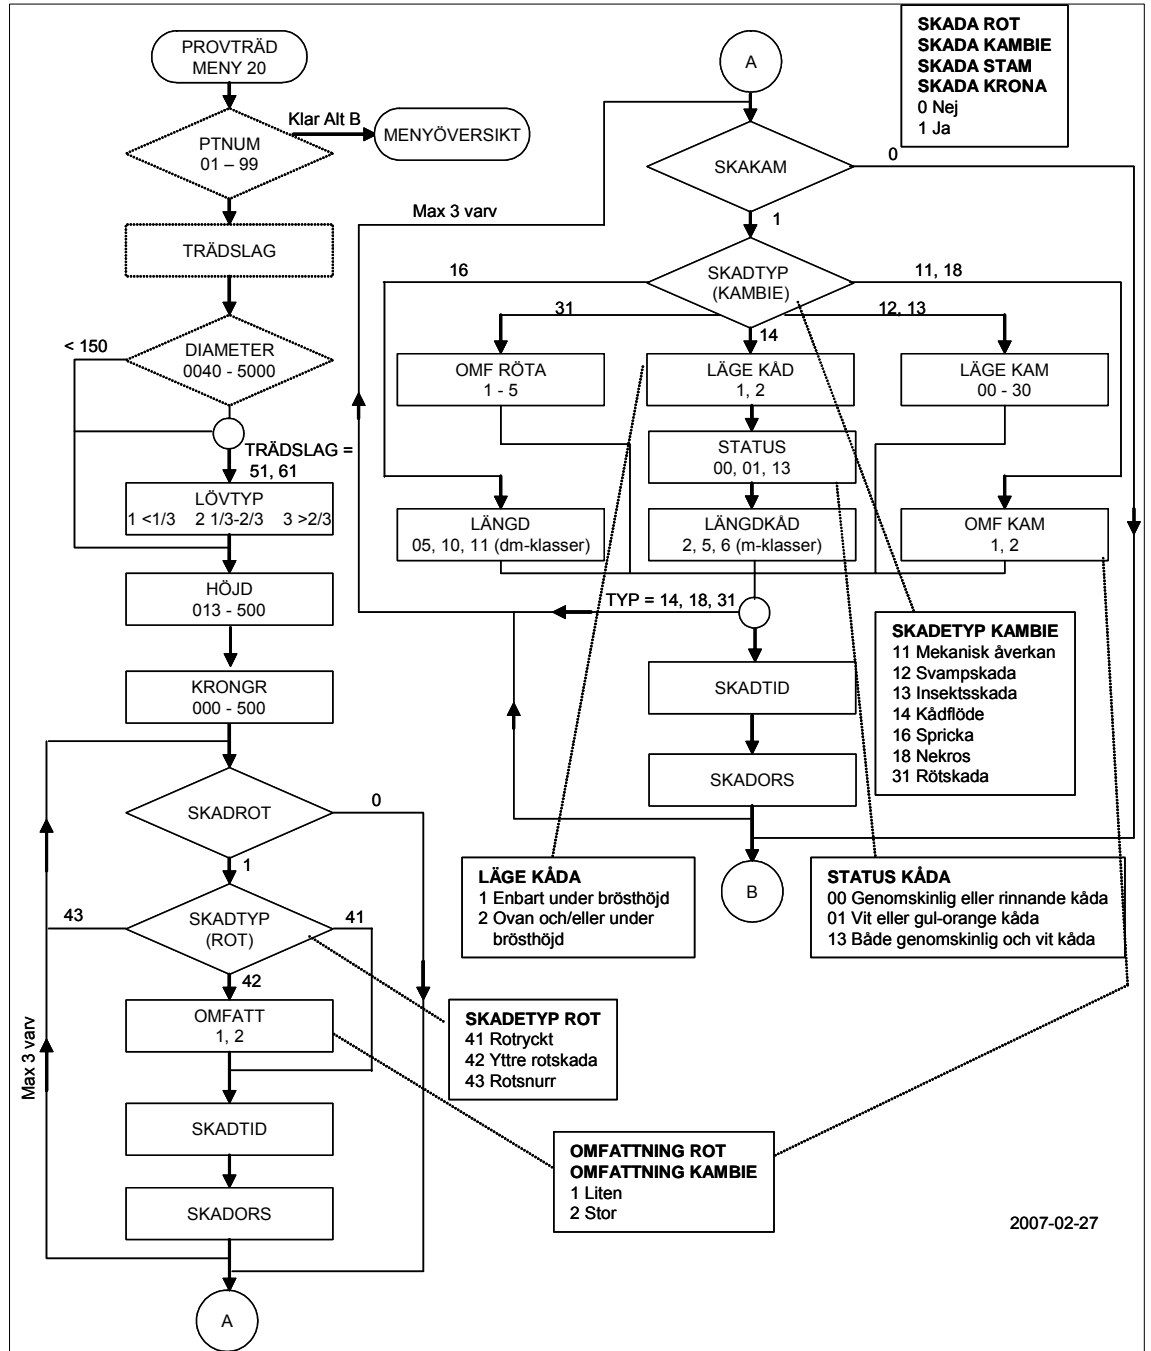 PROVTRÄD
MENY 20
Klar Alt B
MENYÖVERSIKT
PTNUM
01 – 99
TRÄDSLAG
< 150
DIAMETER
0040 - 5000
TRÄDSLAG =
51, 61
LÖVTYP
1 <1/3 2 1/3-2/3 3 >2/3
HÖJD
013 - 500
KRONGR
000 - 500
SKADROT
0
1
43
SKADTYP
(ROT)
41
42
OMFATT
1, 2
Max 3 varv
SKADTID
SKADORS
A
A
SKADA ROT
SKADA KAMBIE
SKADA STAM
SKADA KRONA
0 Nej
1 Ja
SKAKAM
0
Max 3 varv
1
16
SKADTYP
(KAMBIE)
11, 18
31
12, 13
14
OMF RÖTA
1 - 5
LÄGE KÅD
1, 2
LÄGE KAM
00 - 30
STATUS
00, 01, 13
LÄNGD
05, 10, 11 (dm-klasser)
LÄNGDKÅD
2, 5, 6 (m-klasser)
OMF KAM
1, 2
TYP = 14, 18, 31
SKADTID
SKADORS
B
SKADETYP KAMBIE
11 Mekanisk åverkan
12 Svampskada
13 Insektsskada
14 Kådflöde
16 Spricka
18 Nekros
31 Rötskada
LÄGE KÅDA
1 Enbart under brösthöjd
2 Ovan och/eller under
brösthöjd
STATUS KÅDA
00 Genomskinlig eller rinnande kåda
01 Vit eller gul-orange kåda
13 Både genomskinlig och vit kåda
SKADETYP ROT
41 Rotryckt
42 Yttre rotskada
43 Rotsnurr
OMFATTNING ROT
OMFATTNING KAMBIE
1 Liten
2 Stor
2007-02-27